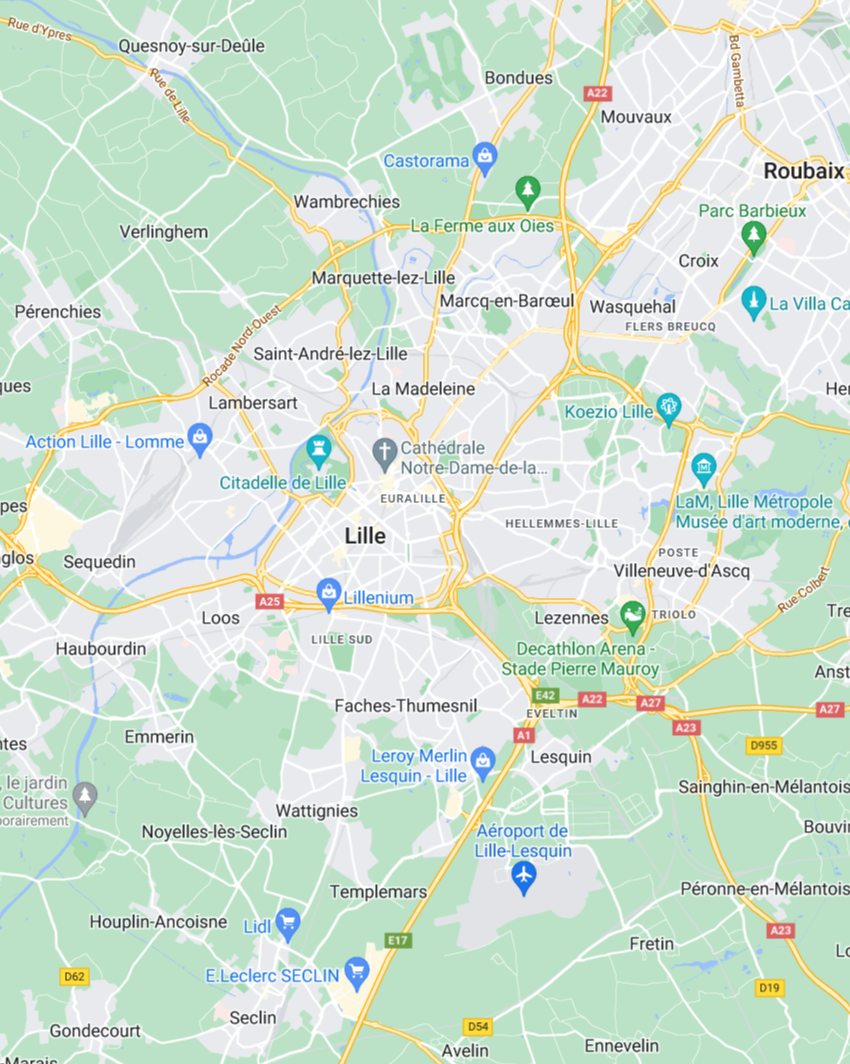 Rue d'Ypres
Quesnoy-sur-Deûle
Bd Gambetta
Rue de Lille
Bondues
A22
Mouvaux
Castorama
Roubaix
Wambrechies
Parc Barbieux
La Ferme aux Oies
Verlinghem
Croix
Marquette-lez-Lille
Marcq-en-Barœul
Wasquehal
La Villa Ca
Pérenchies
FLERS BREUCQ
Rocade Nord-Ouest
Saint-André-lez-Lille
ques
La Madeleine
Her
Lambersart
Koezio Lille
Action Lille - Lomme
Cathédrale
Notre-Dame-de-la...
Citadelle de Lille
EURALILLE
LaM, Lille Métropole
Musée d'art moderne,
pes
HELLEMMES-LILLE
Lille
POSTE
glos
Sequedin
Villeneuve-d'Ascq
Rue Colbert
A25
Lillenium
Loos
Lezennes
TRIOLO
Tre
LILLE SUD
Haubourdin
Decathlon Arena -
Stade Pierre Mauroy
Anst
E42
A22
A27
A27
Faches-Thumesnil
EVELTIN
A23
A1
ntes
Emmerin
D955
Leroy Merlin
Lesquin - Lille
Lesquin
, le jardin
Cultures
porairement
Sainghin-en-Mélantois
Wattignies
Noyelles-lès-Seclin
Aéroport de
Lille-Lesquin
Bouvin
Templemars
Péronne-en-Mélantois
Houplin-Ancoisne
Lidl
A23
E17
Fretin
Lo
D62
E.Leclerc SECLIN
D19
Seclin
Gondecourt
D54
Avelin
Ennevelin
-Marais